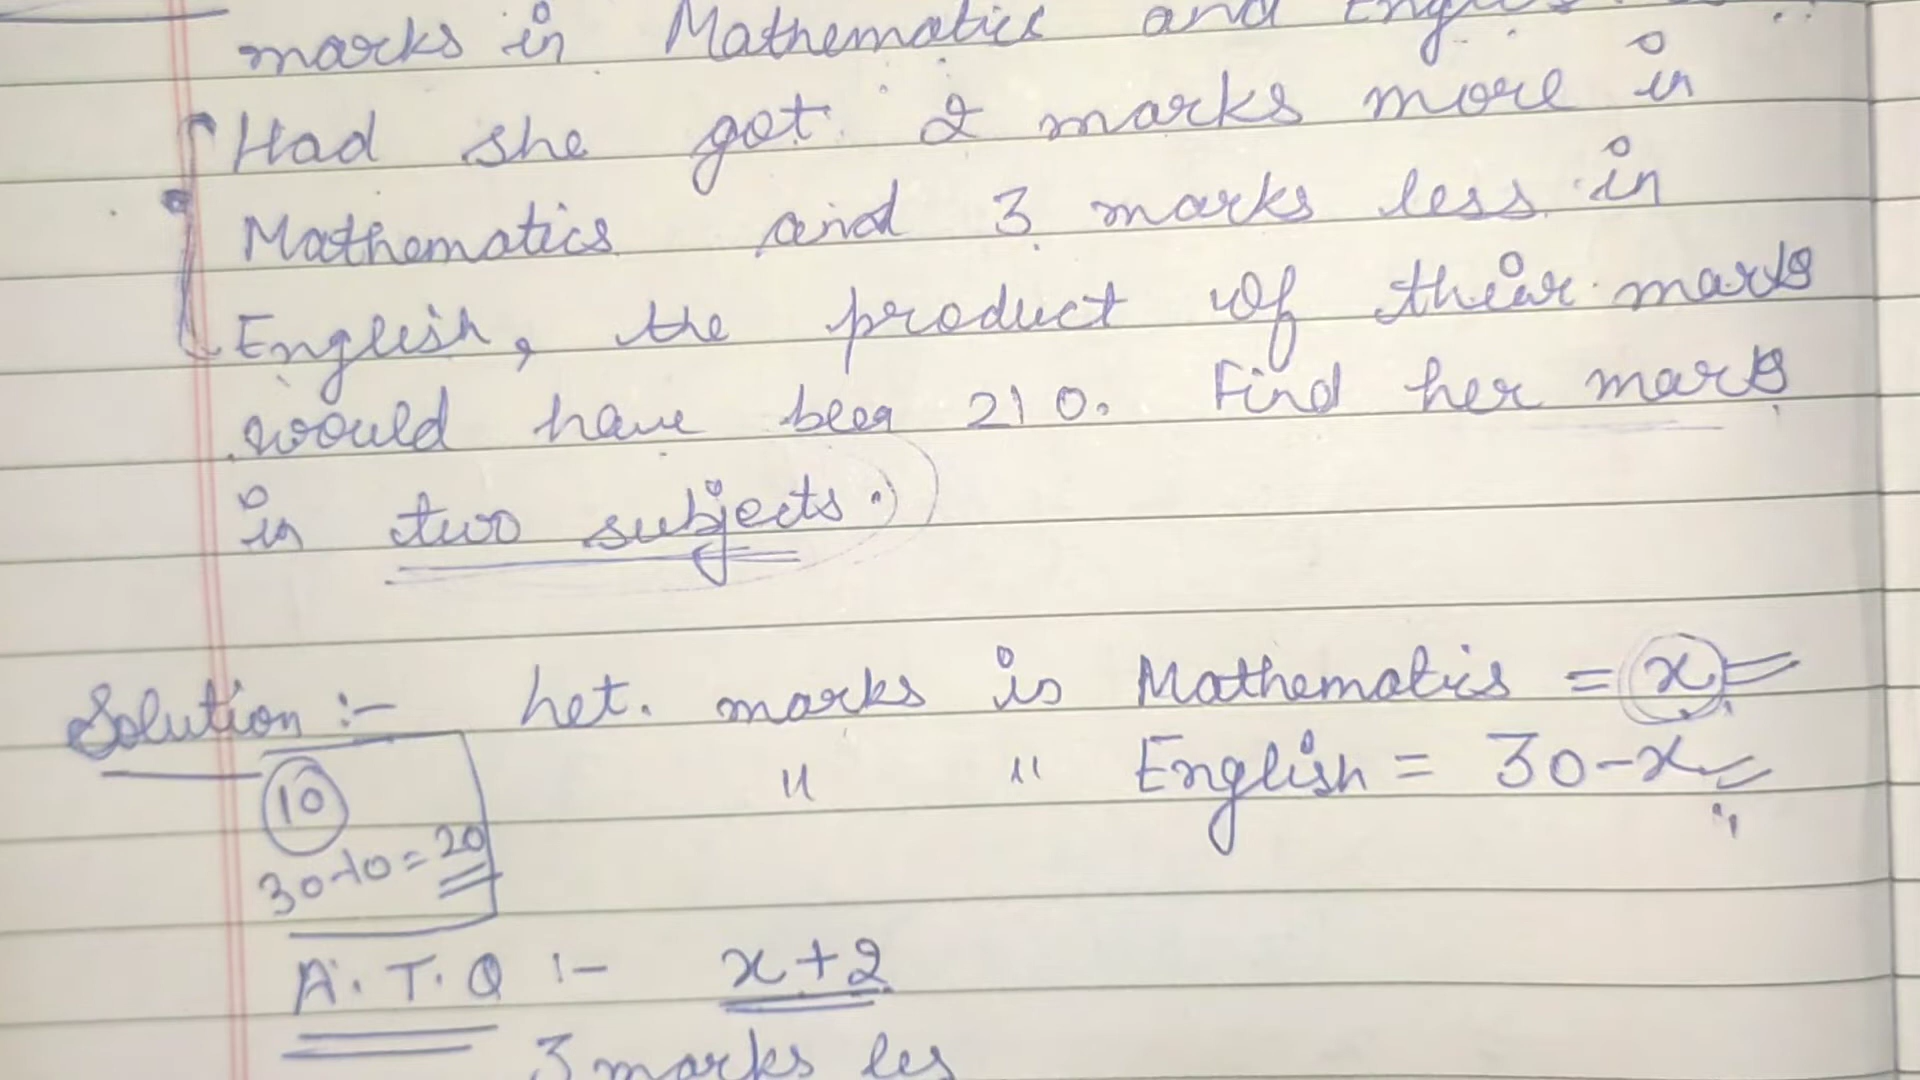 marks in Mathematics and
Had she got 2 marks more in
Mathematics and 3 marks less in
English, the product of their marks
would have been 210. Find her marks
in two subjects.
Solution :- Let. marks is Mathematics = x =
" " English = 30-x =
10
30-10 = 20
A.T.Q :- x+2
3 marks les